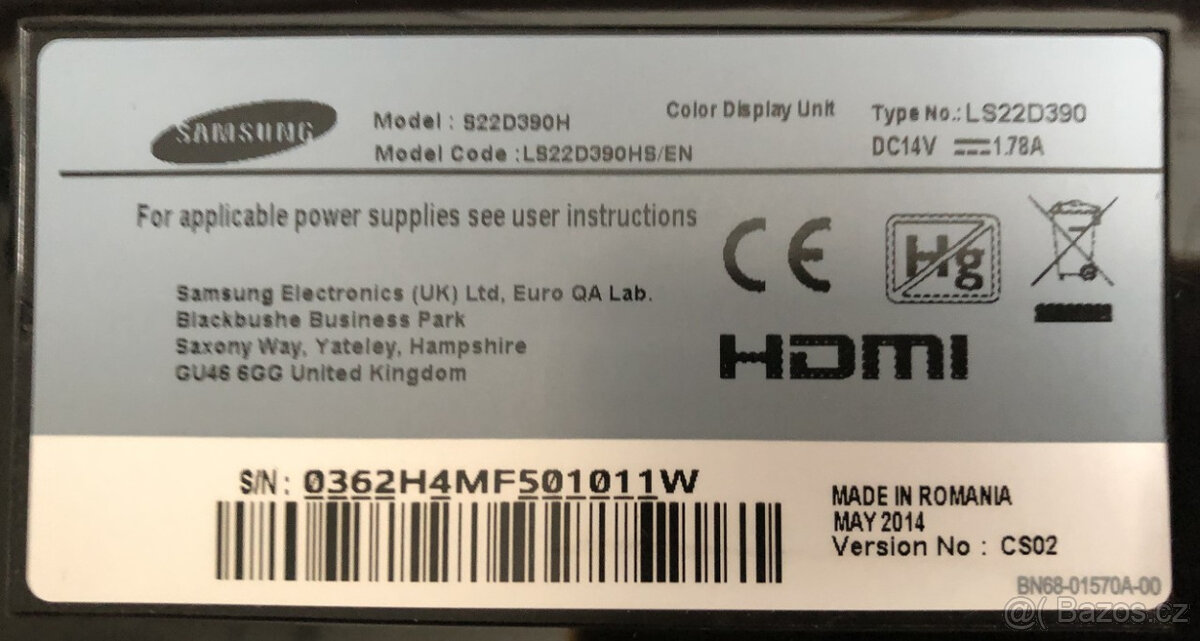 SAMSUNG
Model : S22D390H
Model Code :LS22D390HS/EN
Color Display Unit
Type No.:LS22D390
DC14V 1.78A
For applicable power supplies see user instructions
CE
Hg
Samsung Electronics (UK) Ltd, Euro QA Lab.
Blackbushe Business Park
Saxony Way, Yateley, Hampshire
GU46 6GG United Kingdom
HDMI
S/N: 0362H4MF501011W
MADE IN ROMANIA
MAY 2014
Version No : CS02
BN68-01570A-00
@( Bazos.cz